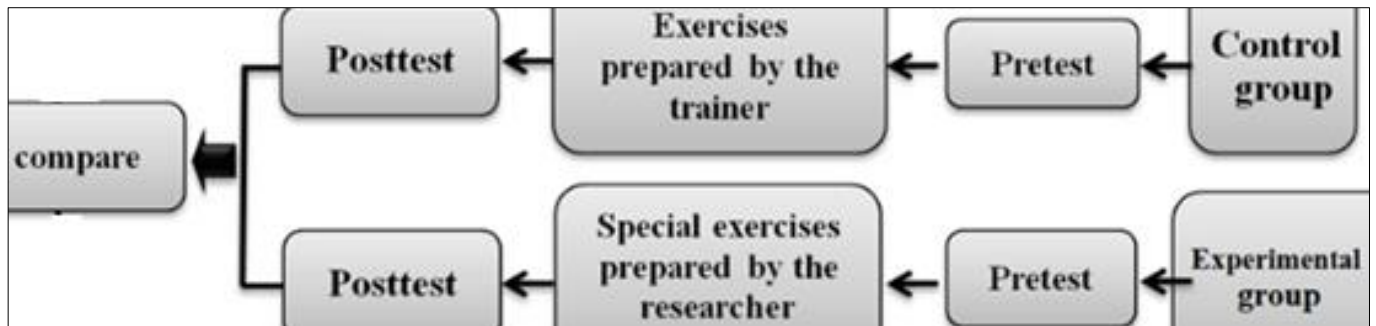 Posttest
Exercises
prepared by the
trainer
Pretest
Control
group
compare
Posttest
Special exercises
prepared by the
researcher
Pretest
Experimental
group